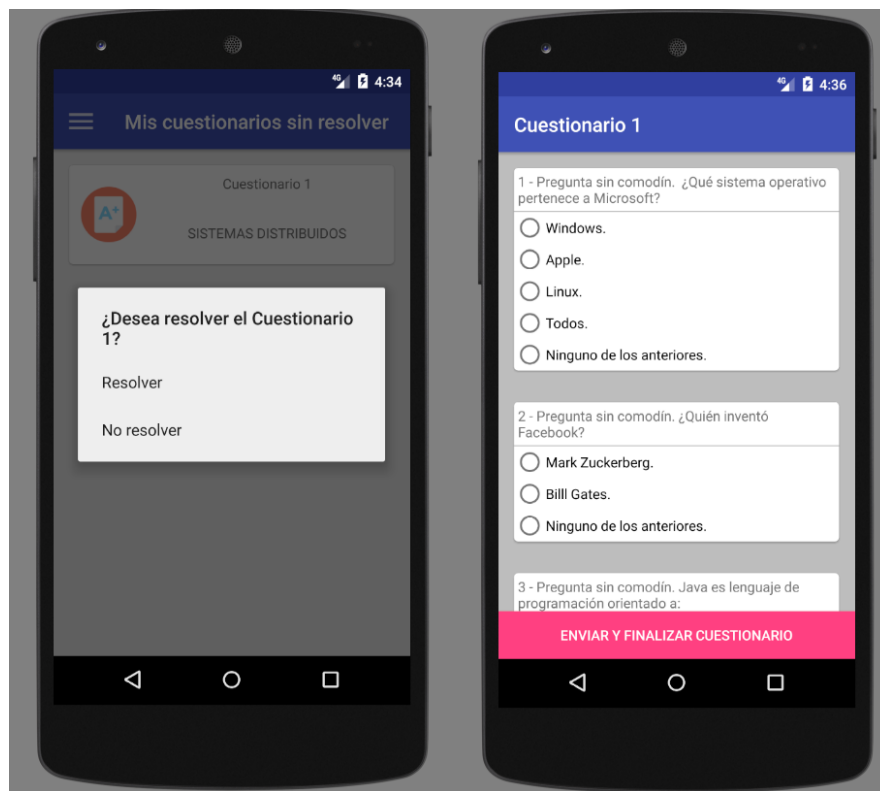 4G 4:34
Mis cuestionarios sin resolver
Cuestionario 1
A+
SISTEMAS DISTRIBUIDOS
¿Desea resolver el Cuestionario
1?
Resolver
No resolver
4G 4:36
Cuestionario 1
1 - Pregunta sin comodín. ¿Qué sistema operativo
pertenece a Microsoft?
Windows.
Apple.
Linux.
Todos.
Ninguno de los anteriores.
2 - Pregunta sin comodín. ¿Quién inventó
Facebook?
Mark Zuckerberg.
Billl Gates.
Ninguno de los anteriores.
3 - Pregunta sin comodín. Java es lenguaje de
programación orientado a:
ENVIAR Y FINALIZAR CUESTIONARIO